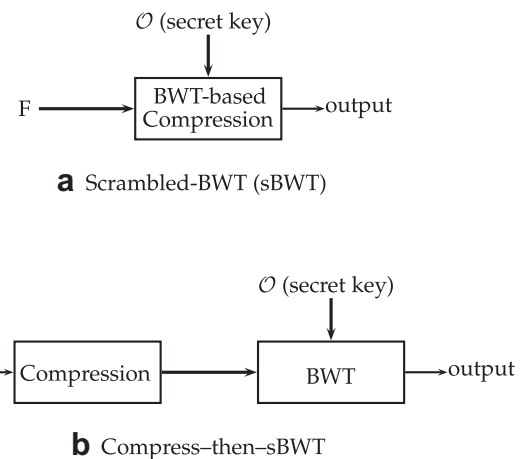 𝒪 (secret key)
F
BWT-based
Compression
output
a Scrambled-BWT (sBWT)
𝒪 (secret key)
Compression
BWT
output
b Compress–then–sBWT